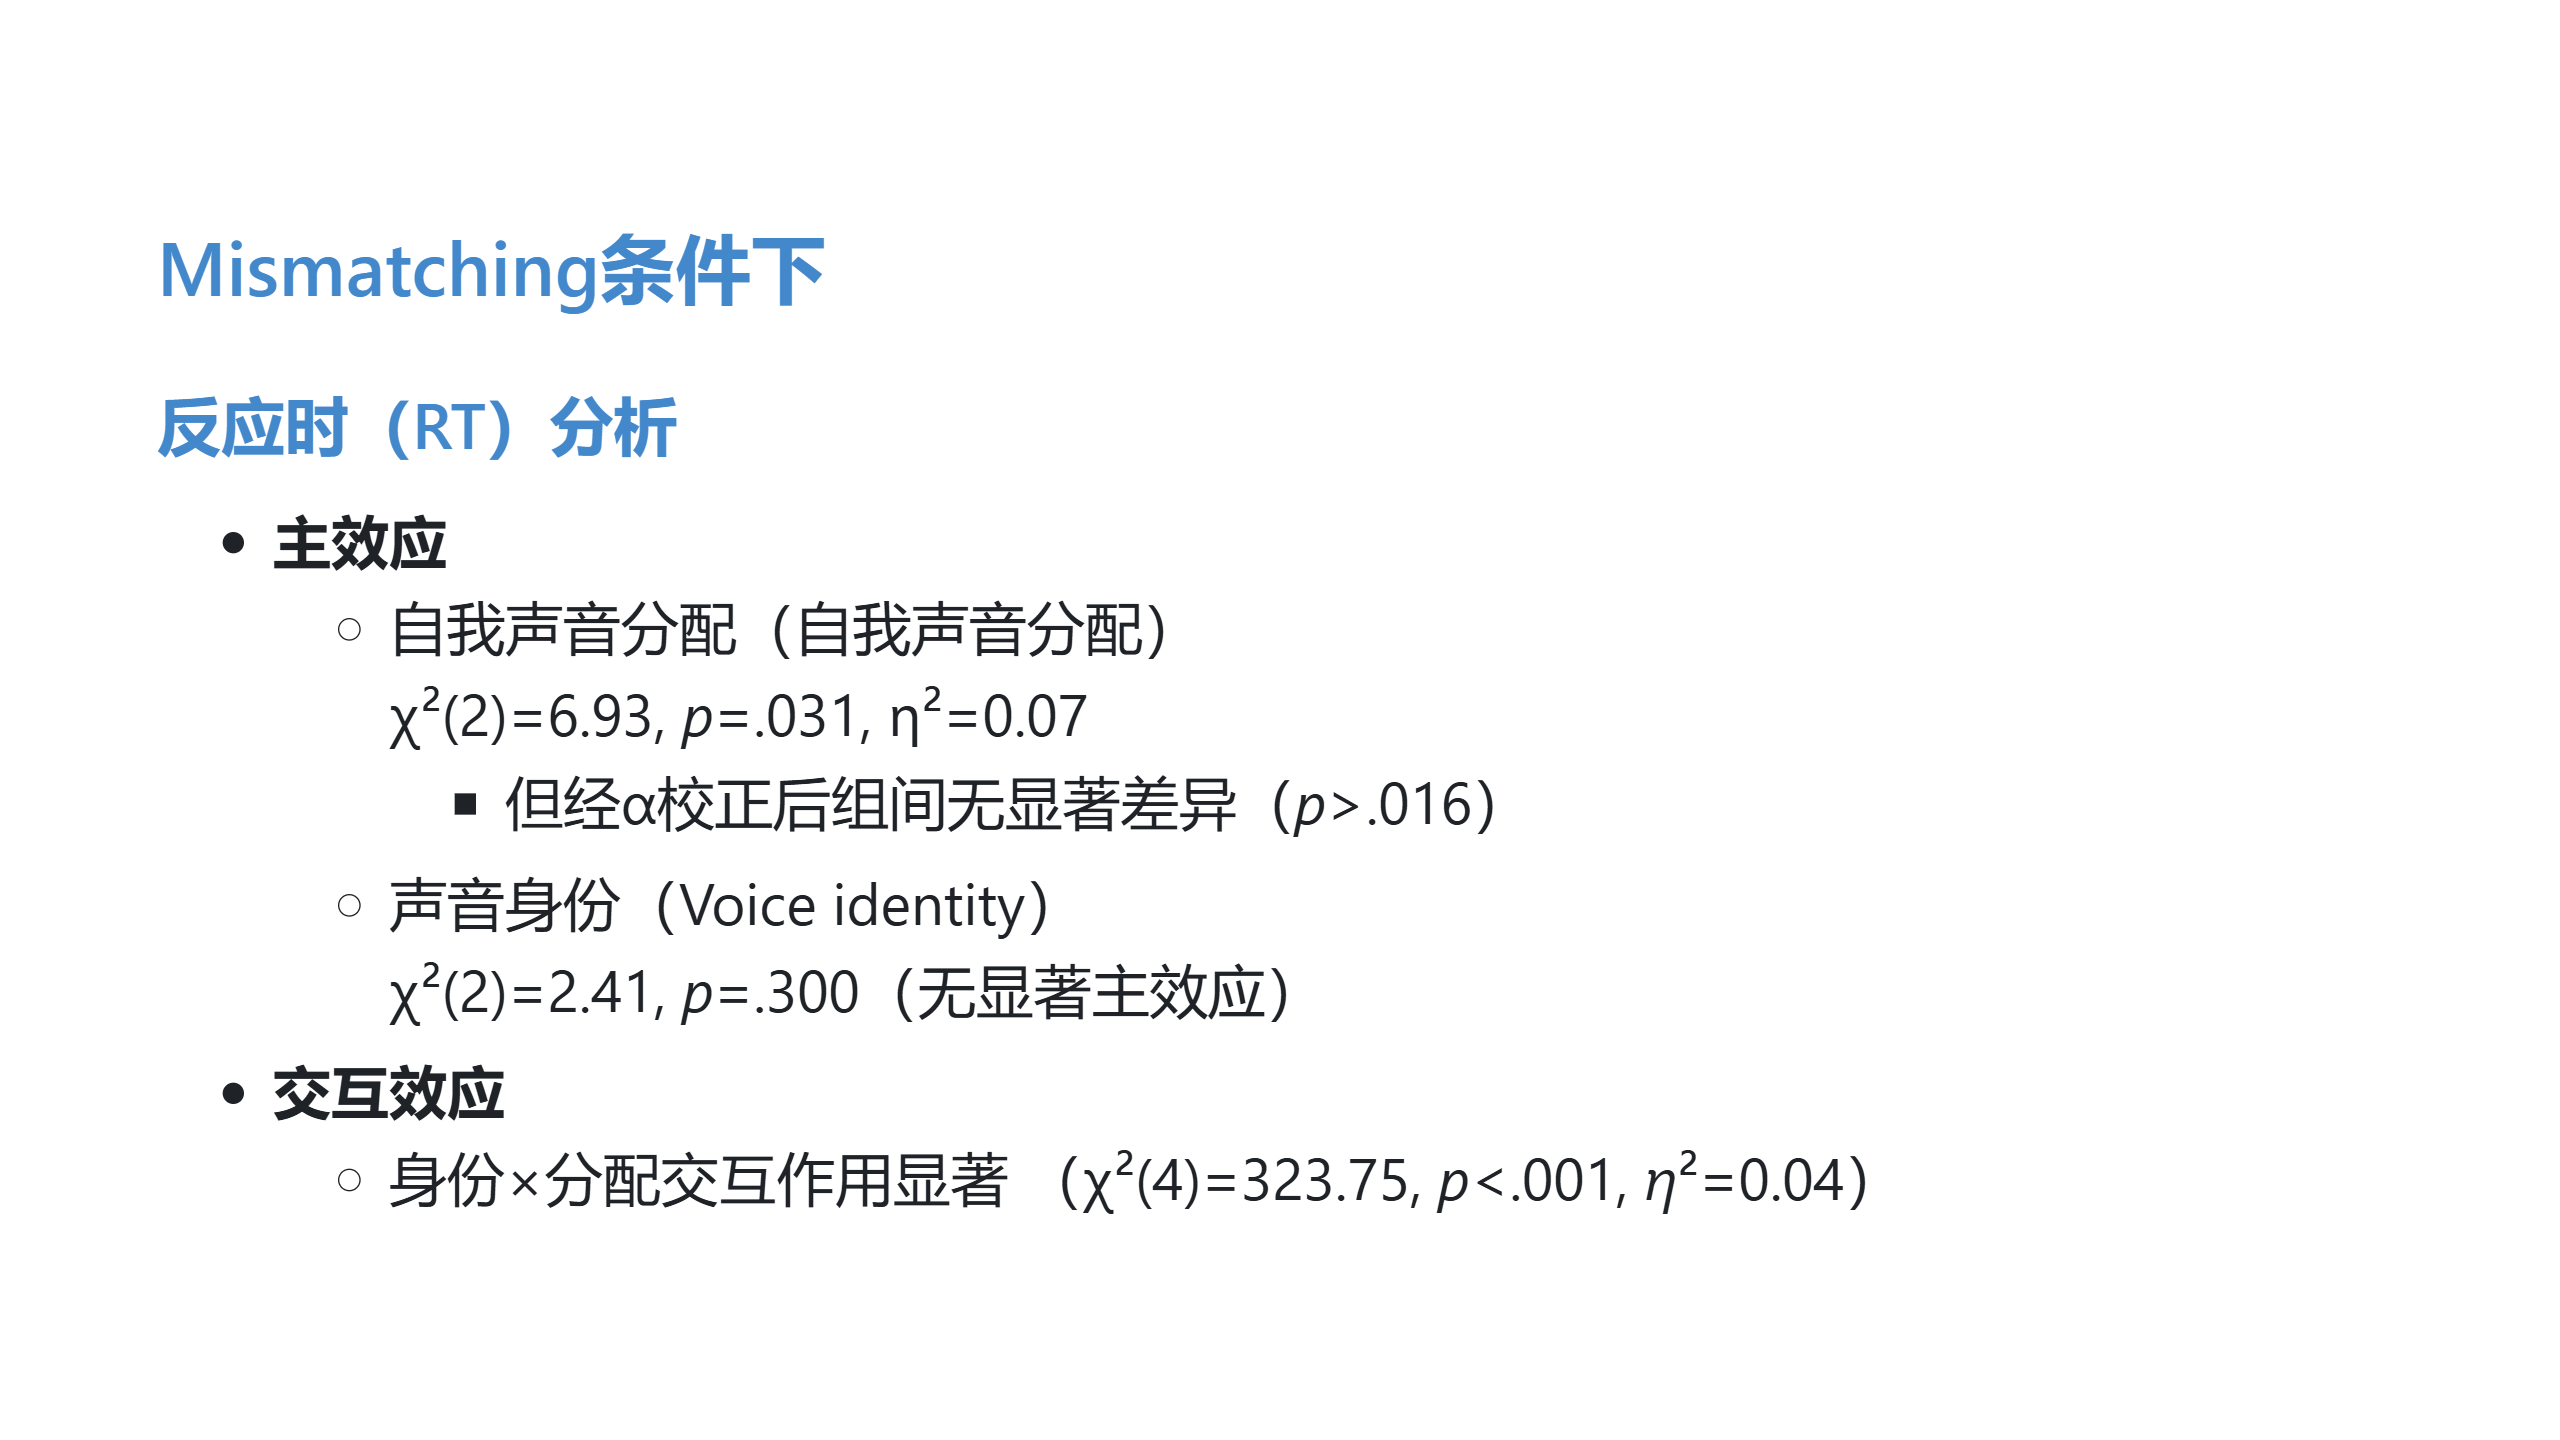 Mismatching条件下
反应时（RT）分析
主效应
自我声音分配（自我声音分配）
χ²(2)=6.93, p=.031, η²=0.07
但经α校正后组间无显著差异（p>.016）
声音身份（Voice identity）
χ²(2)=2.41, p=.300（无显著主效应）
交互效应
身份×分配交互作用显著 （χ²(4)=323.75, p<.001, η²=0.04）